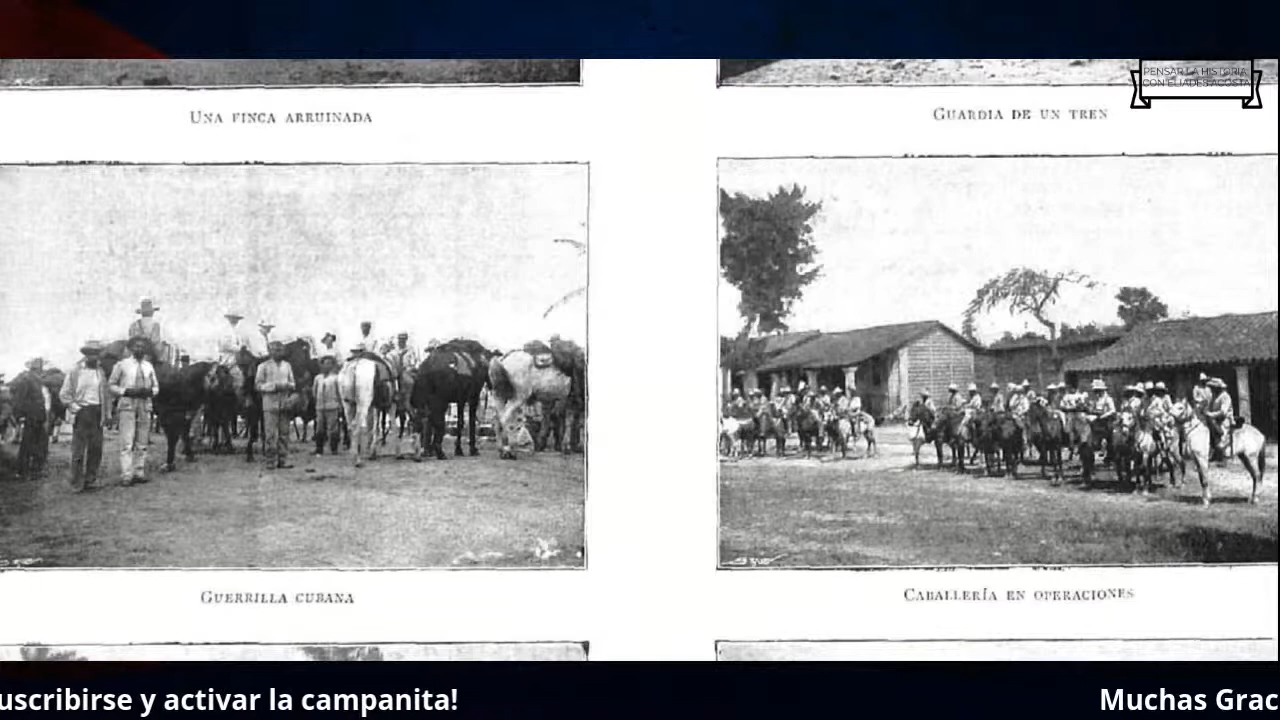 PENSAR LA HISTORIA
CON ELIADES ACOSTA
UNA FINCA ARRUINADA
GUARDIA DE UN TREN
GUERRILLA CUBANA
CABALLERÍA EN OPERACIONES
uscribirse y activar la campanita!
Muchas Grac